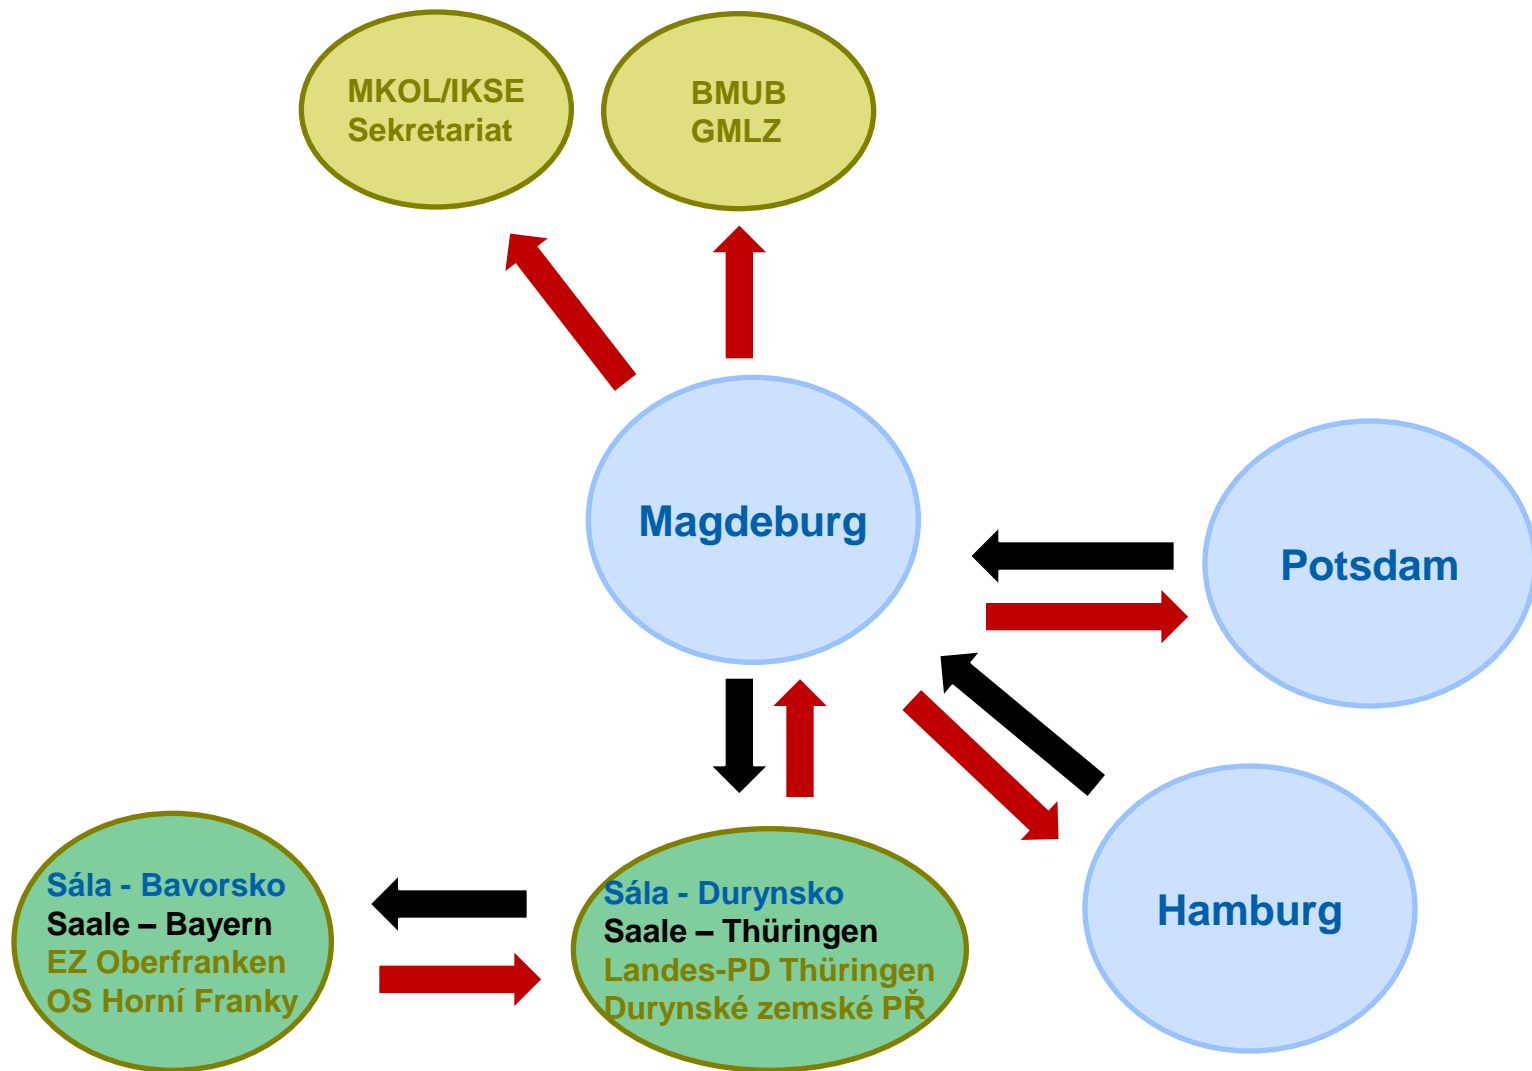 MKOL/IKSE
Sekretariat
BMUB
GMLZ
Magdeburg
Potsdam
Sála - Bavorsko
Saale – Bayern
EZ Oberfranken
OS Horní Franky
Sála - Durynsko
Saale – Thüringen
Landes-PD Thüringen
Durynské zemské PŘ
Hamburg